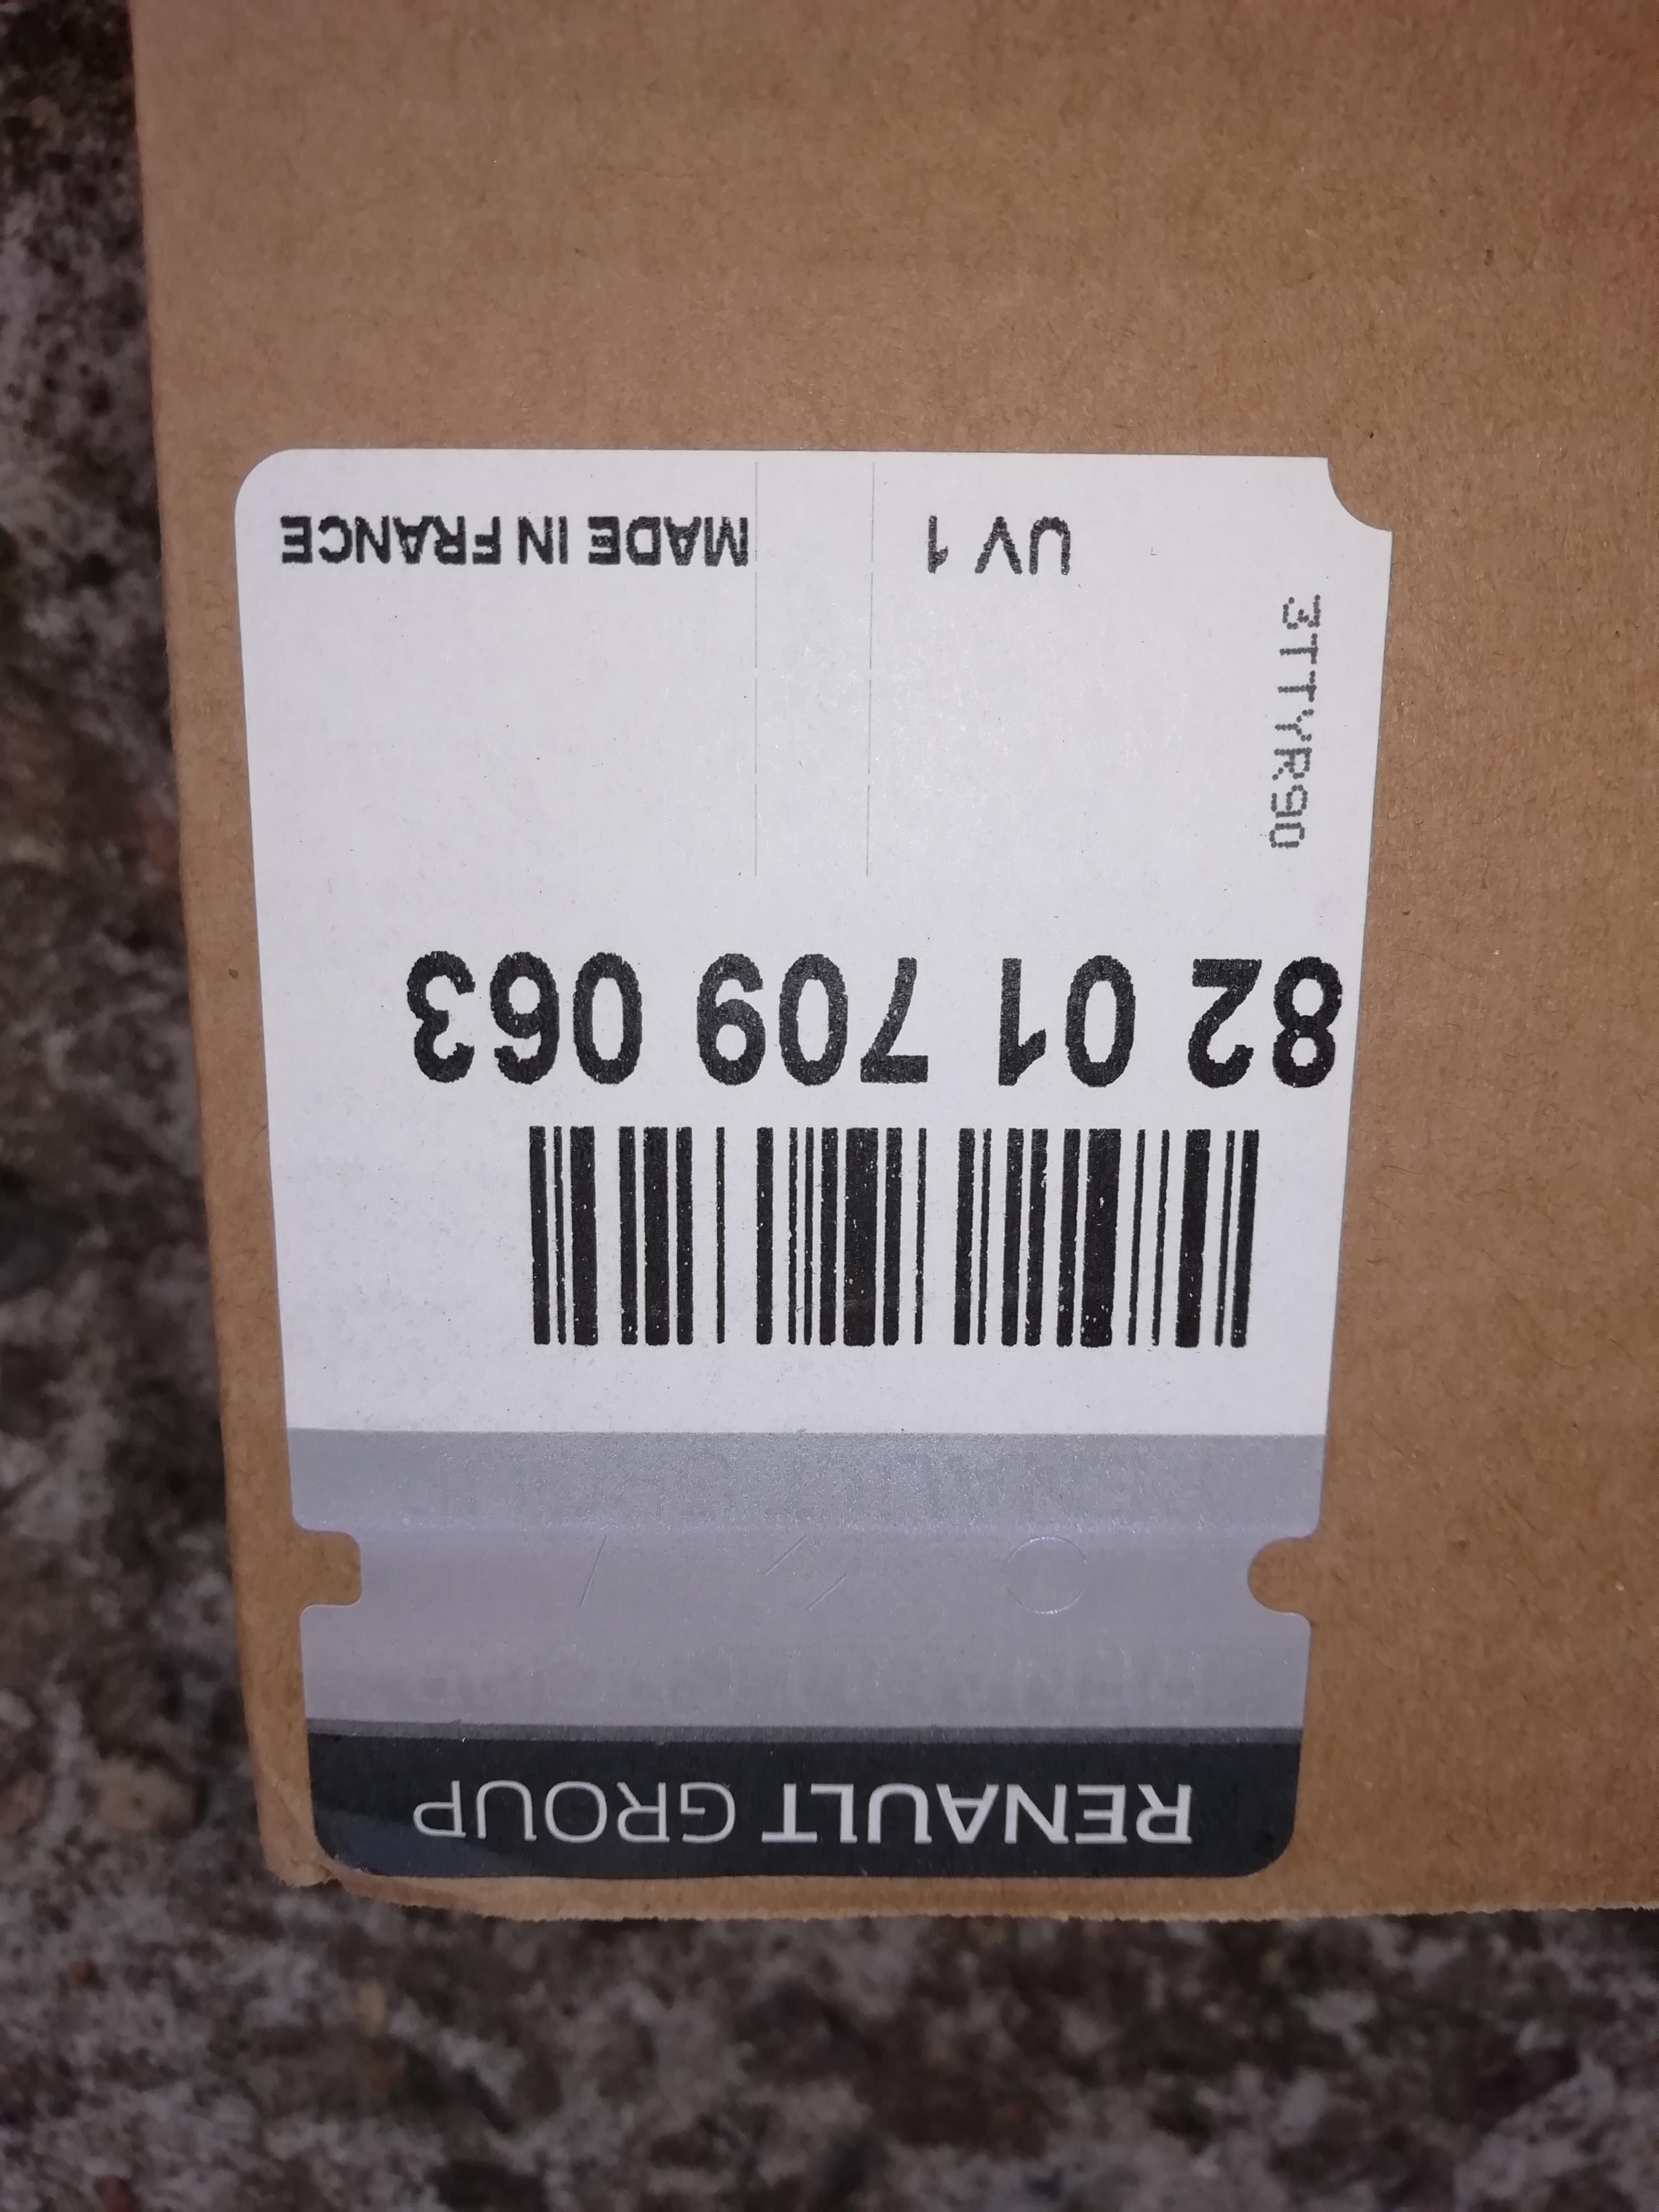 RENAULT GROUP
82 01 709 063
3TTYR90
UV 1
MADE IN FRANCE